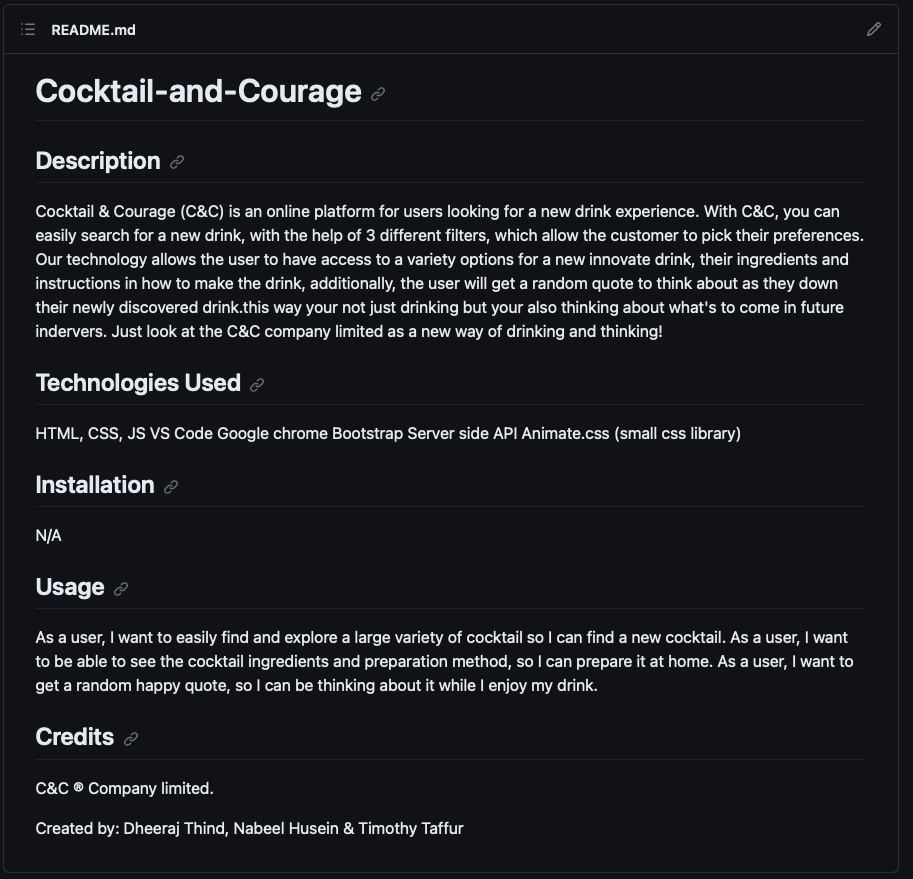 README.md
Cocktail-and-Courage
Description
Cocktail & Courage (C&C) is an online platform for users looking for a new drink experience. With C&C, you can
easily search for a new drink, with the help of 3 different filters, which allow the customer to pick their preferences.
Our technology allows the user to have access to a variety options for a new innovate drink, their ingredients and
instructions in how to make the drink, additionally, the user will get a random quote to think about as they down
their newly discovered drink.this way your not just drinking but your also thinking about what's to come in future
indervers. Just look at the C&C company limited as a new way of drinking and thinking!
Technologies Used
HTML, CSS, JS VS Code Google chrome Bootstrap Server side API Animate.css (small css library)
Installation
N/A
Usage
As a user, I want to easily find and explore a large variety of cocktail so I can find a new cocktail. As a user, I want
to be able to see the cocktail ingredients and preparation method, so I can prepare it at home. As a user, I want to
get a random happy quote, so I can be thinking about it while I enjoy my drink.
Credits
C&C ® Company limited.
Created by: Dheeraj Thind, Nabeel Husein & Timothy Taffur